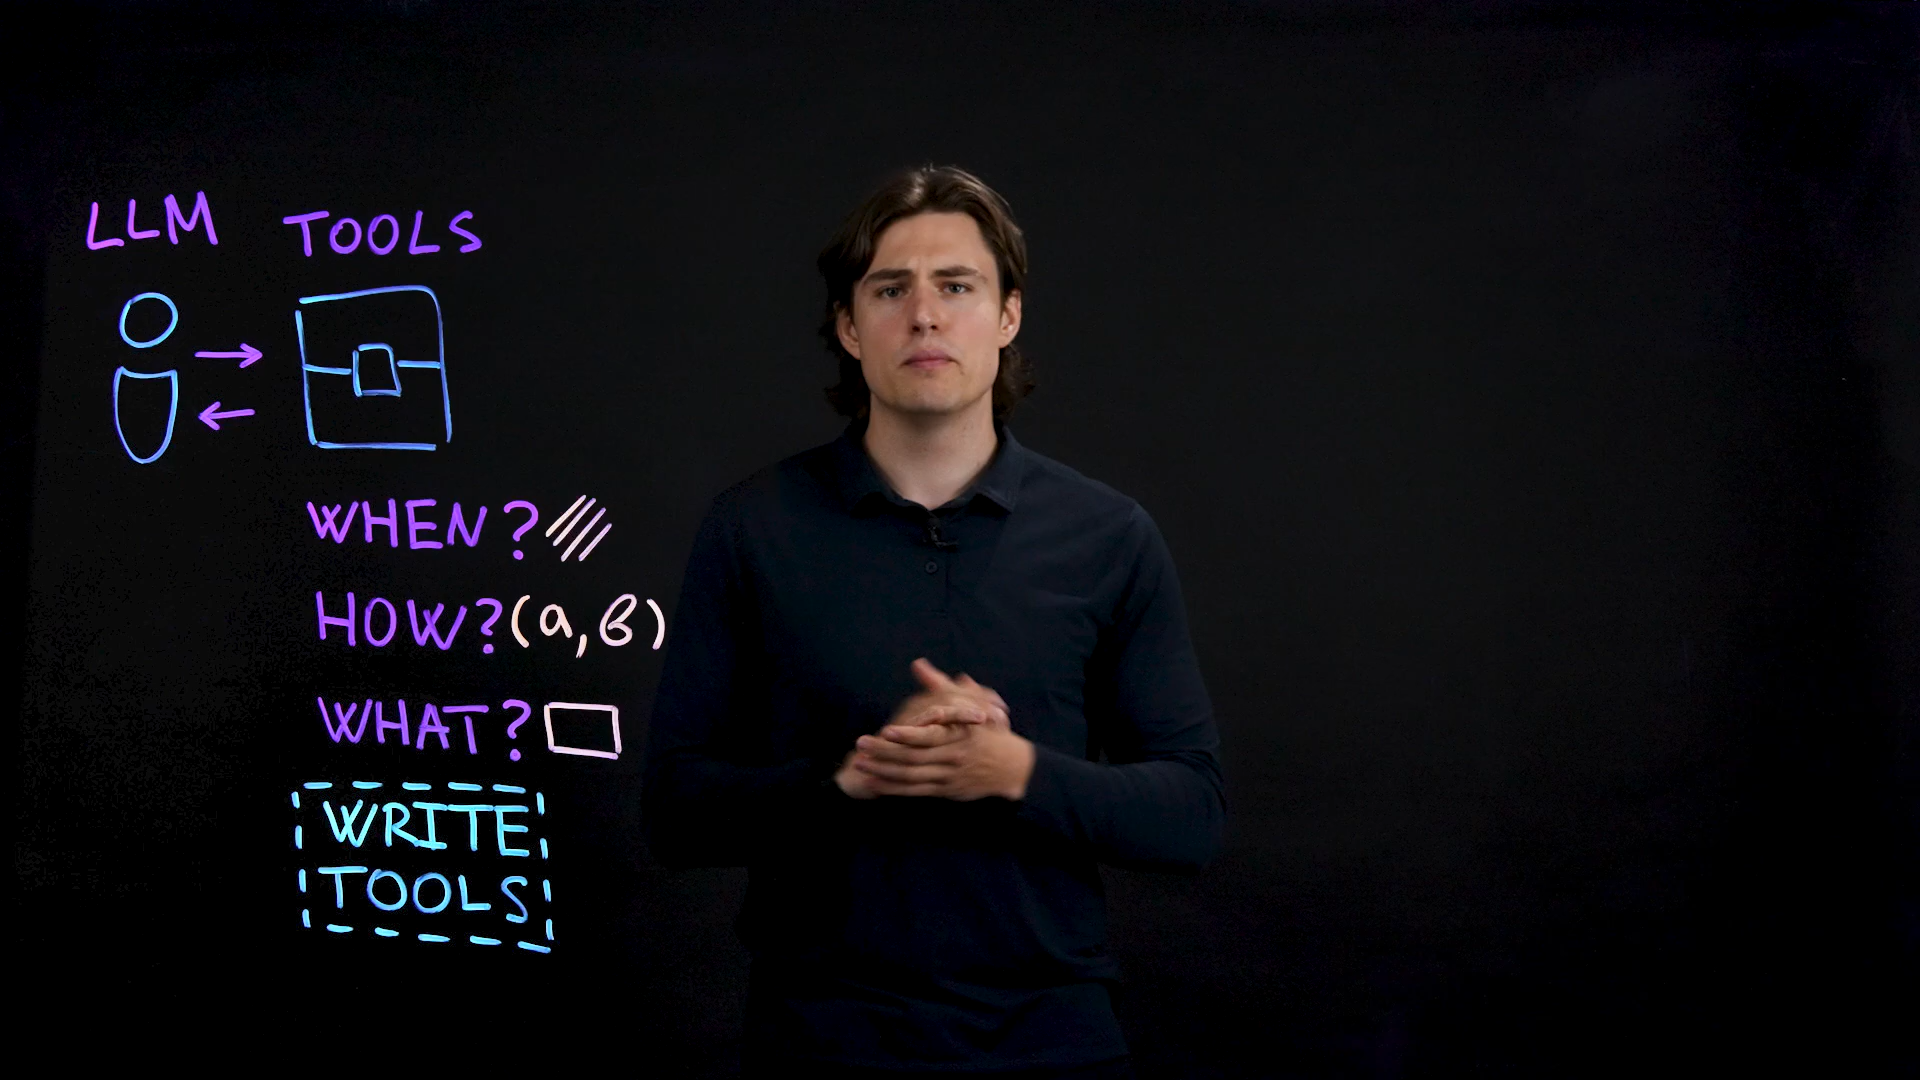 LLM TOOLS
WHEN?
HOW? (a, b)
WHAT?
WRITE
TOOLS